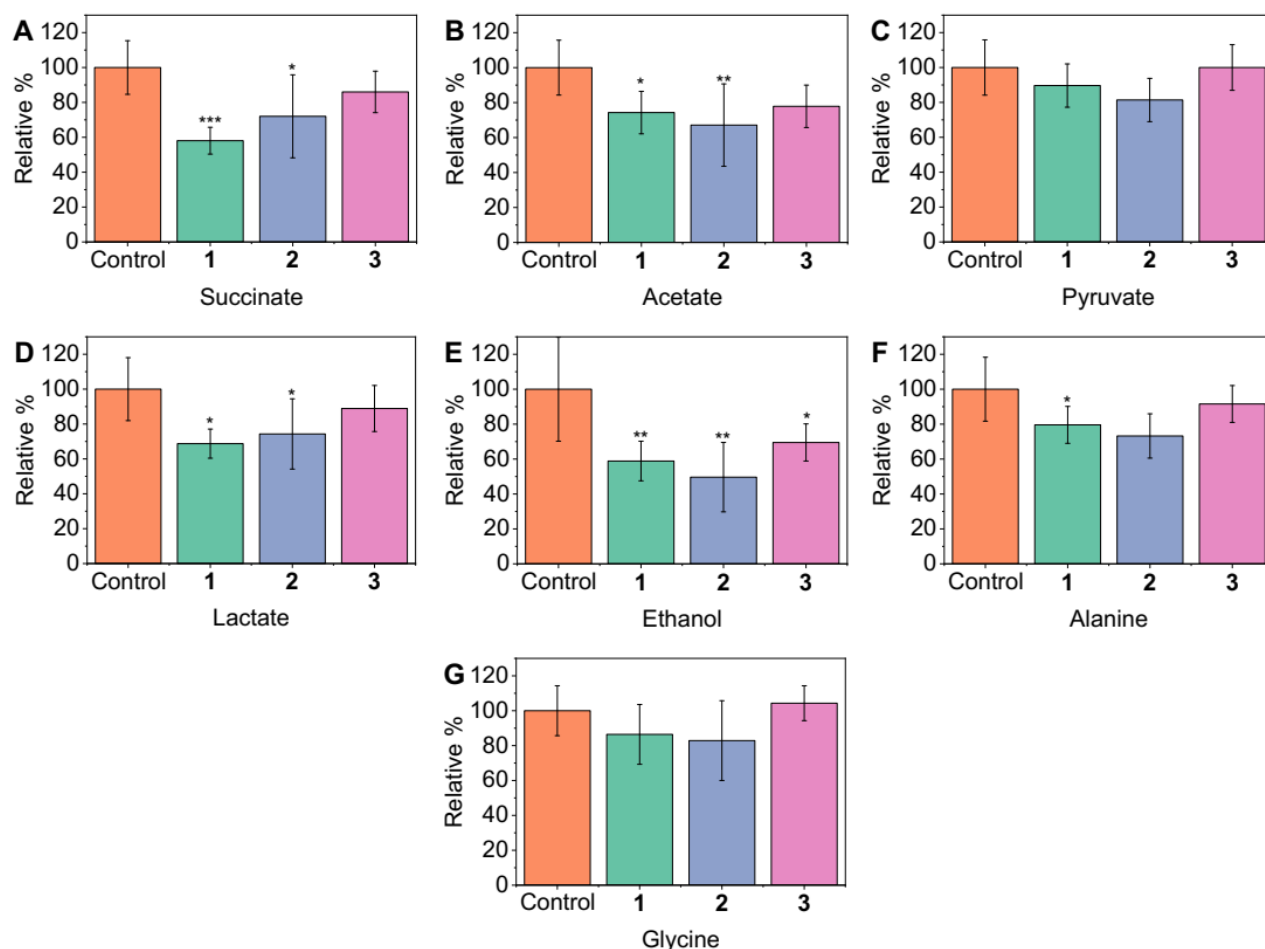 A
Relative %
120
100
80
60
40
20
0
***
*
Control 1 2 3
Succinate
B
Relative %
120
100
80
60
40
20
0
*
**
Control 1 2 3
Acetate
C
Relative %
120
100
80
60
40
20
0
Control 1 2 3
Pyruvate
D
Relative %
120
100
80
60
40
20
0
*
*
Control 1 2 3
Lactate
E
Relative %
120
100
80
60
40
20
0
**
**
*
Control 1 2 3
Ethanol
F
Relative %
120
100
80
60
40
20
0
*
Control 1 2 3
Alanine
G
Relative %
120
100
80
60
40
20
0
Control 1 2 3
Glycine